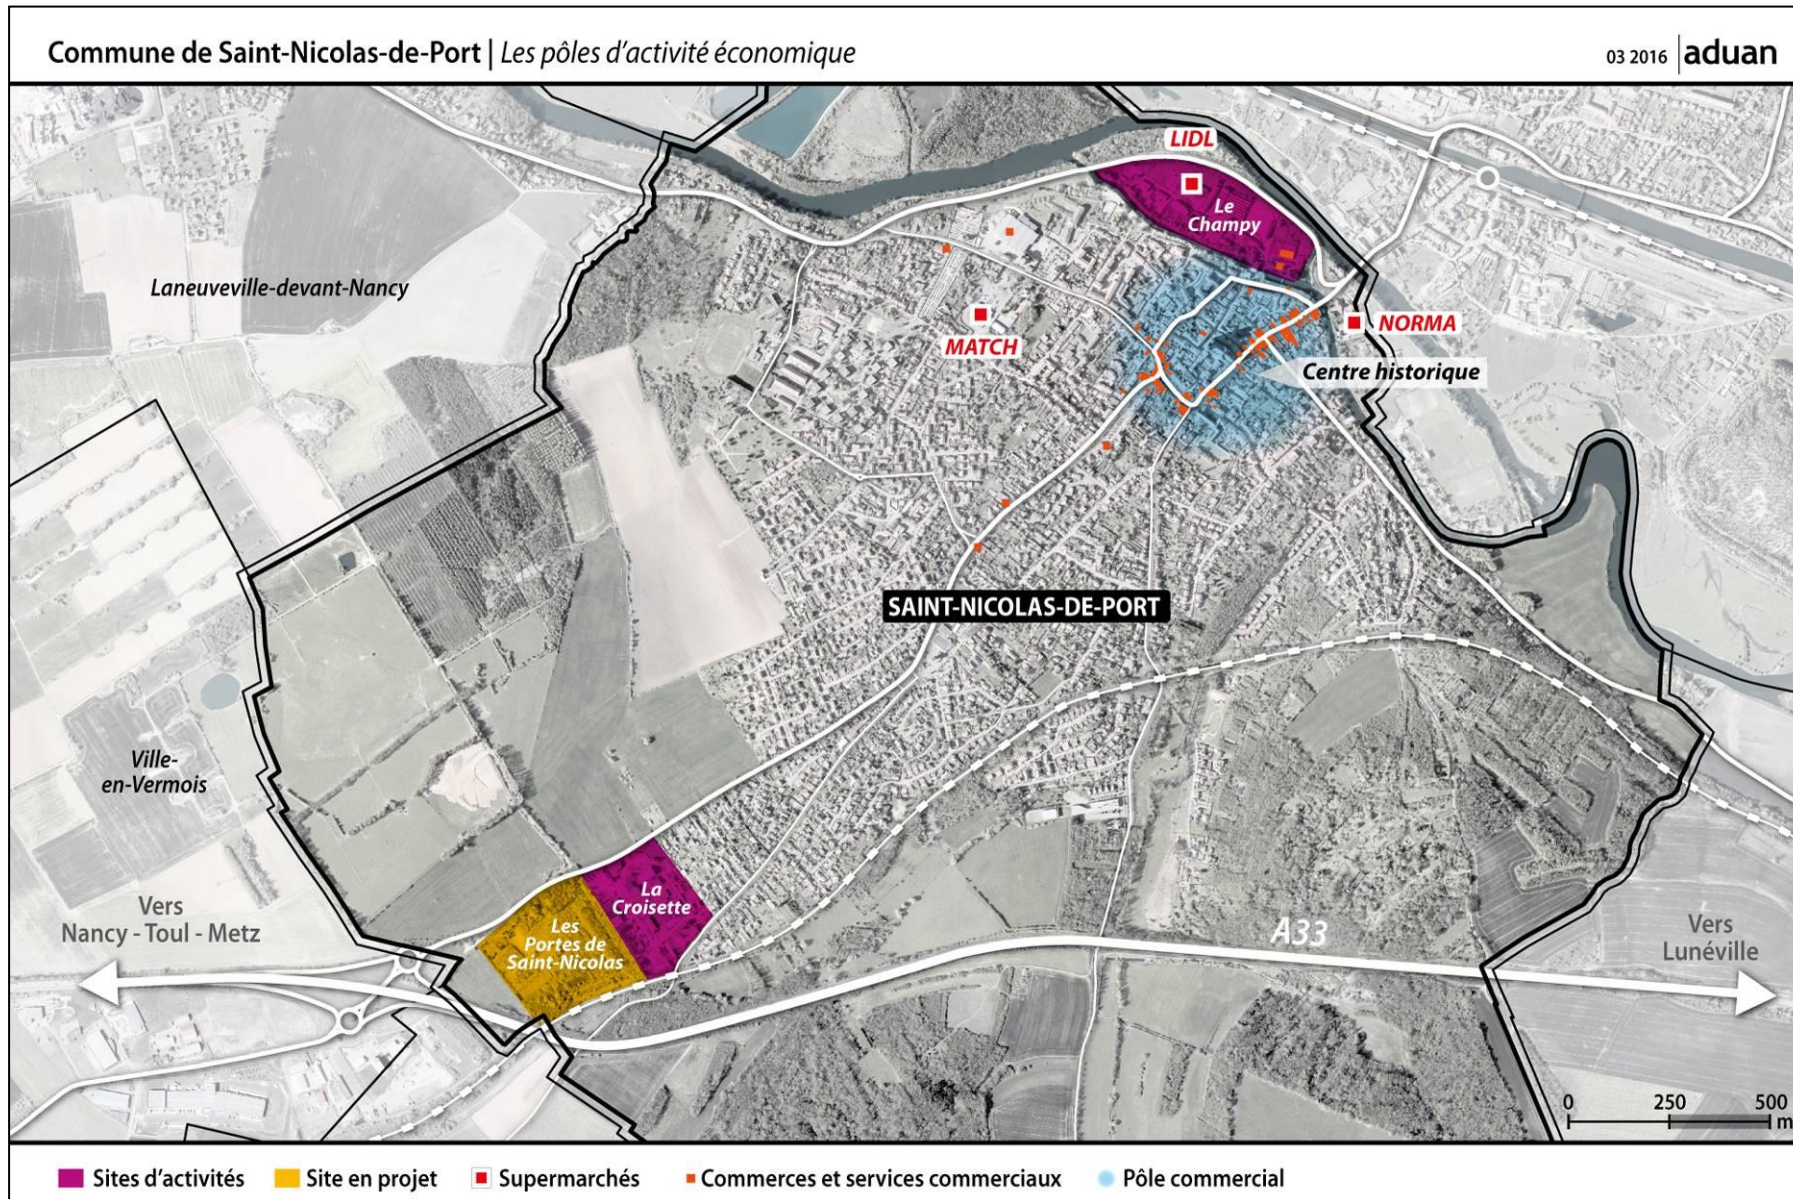 Commune de Saint-Nicolas-de-Port | Les pôles d'activité économique
03 2016 | aduan
LIDL
Le
Champy
Laneuveville-devant-Nancy
NORMA
MATCH
Centre historique
SAINT-NICOLAS-DE-PORT
Ville-
en-Vermois
La
Croisette
Vers
Nancy - Toul - Metz
Les
Portes de
Saint-Nicolas
A33
Vers
Lunéville
0 250 500
m
Sites d'activités
Site en projet
Supermarchés
Commerces et services commerciaux
Pôle commercial